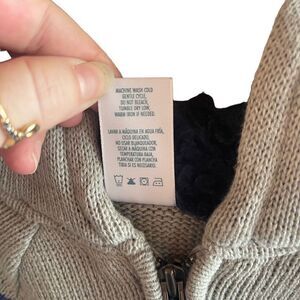 MACHINE WASH COLD
GENTLE CYCLE,
DO NOT BLEACH,
TUMBLE DRY LOW,
WARM IRON IF NEEDED.
LAVAR A MÁQUINA EN AGUA FRÍA,
CICLO DELICADO,
NO USAR BLANQUEADOR,
SECAR A MÁQUINA CON
TEMPERATURA BAJA,
PLANCHAR CON PLANCHA
TIBIA SI ES NECESARIO.